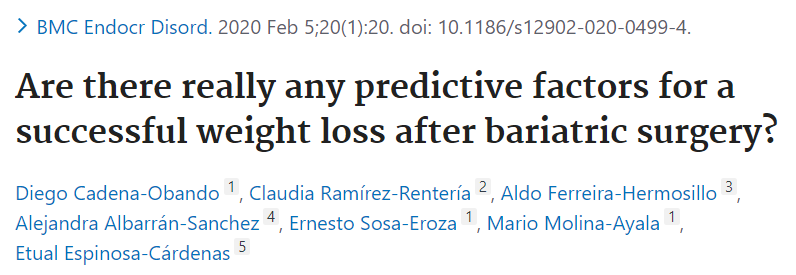 > BMC Endocr Disord. 2020 Feb 5;20(1):20. doi: 10.1186/s12902-020-0499-4.
Are there really any predictive factors for a
successful weight loss after bariatric surgery?
Diego Cadena-Obando 1, Claudia Ramírez-Rentería 2, Aldo Ferreira-Hermosillo 3,
Alejandra Albarrán-Sanchez 4, Ernesto Sosa-Eroza 1, Mario Molina-Ayala 1,
Etual Espinosa-Cárdenas 5